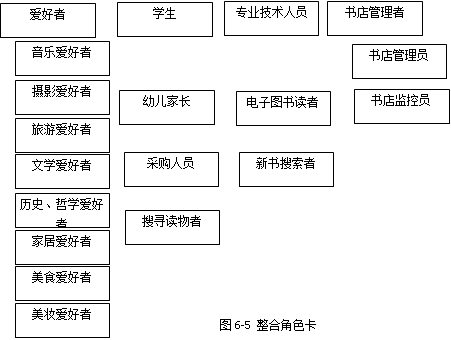 爱好者
学生
专业技术人员
书店管理者
音乐爱好者
书店管理员
摄影爱好者
幼儿家长
电子图书读者
书店监控员
旅游爱好者
文学爱好者
采购人员
新书搜索者
历史、哲学爱好
者
搜寻读物者
家居爱好者
美食爱好者
美妆爱好者
图6-5 整合角色卡